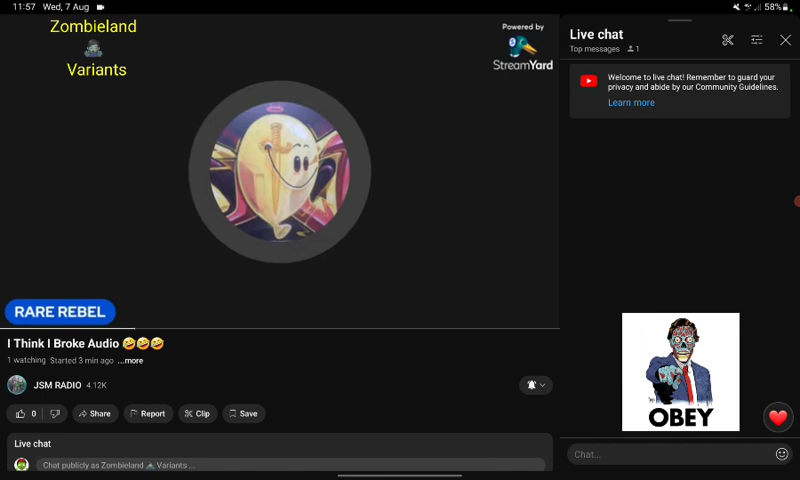 11:57 Wed, 7 Aug
58%
Zombieland
Variants
Powered by
StreamYard
RARE REBEL
I Think I Broke Audio 🤣🤣🤣
1 watching Started 3 min ago ...more
JSM RADIO 4.12K
0
Share
Report
Clip
Save
Live chat
Chat publicly as Zombieland Variants ...
Live chat
Top messages 1
Welcome to live chat! Remember to guard your
privacy and abide by our Community Guidelines.
Learn more
OBEY
Chat...